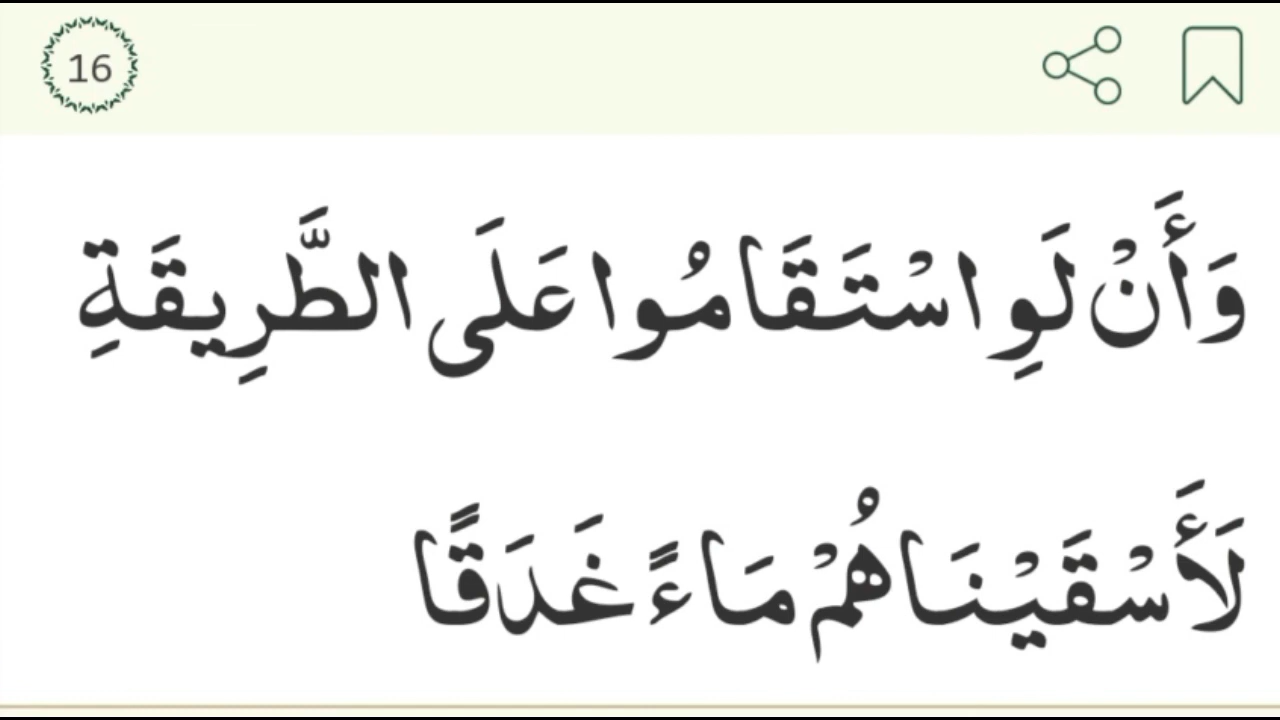 16
وَأَنْ لَوِ اسْتَقَامُوا عَلَى الطَّرِيقَةِ
لَأَسْقَيْنَاهُمْ مَاءً غَدَقًا